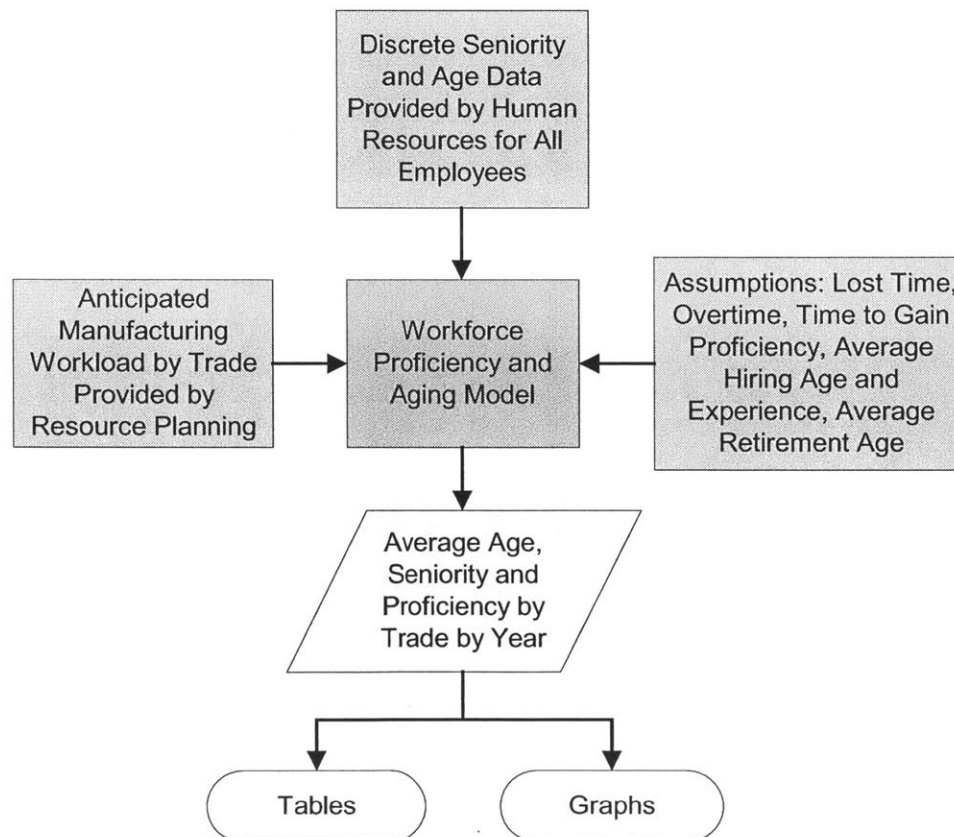 Discrete Seniority
and Age Data
Provided by Human
Resources for All
Employees
Anticipated
Manufacturing
Workload by Trade
Provided by
Resource Planning
Workforce
Proficiency and
Aging Model
Assumptions: Lost Time,
Overtime, Time to Gain
Proficiency, Average
Hiring Age and
Experience, Average
Retirement Age
Average Age,
Seniority and
Proficiency by
Trade by Year
Tables
Graphs